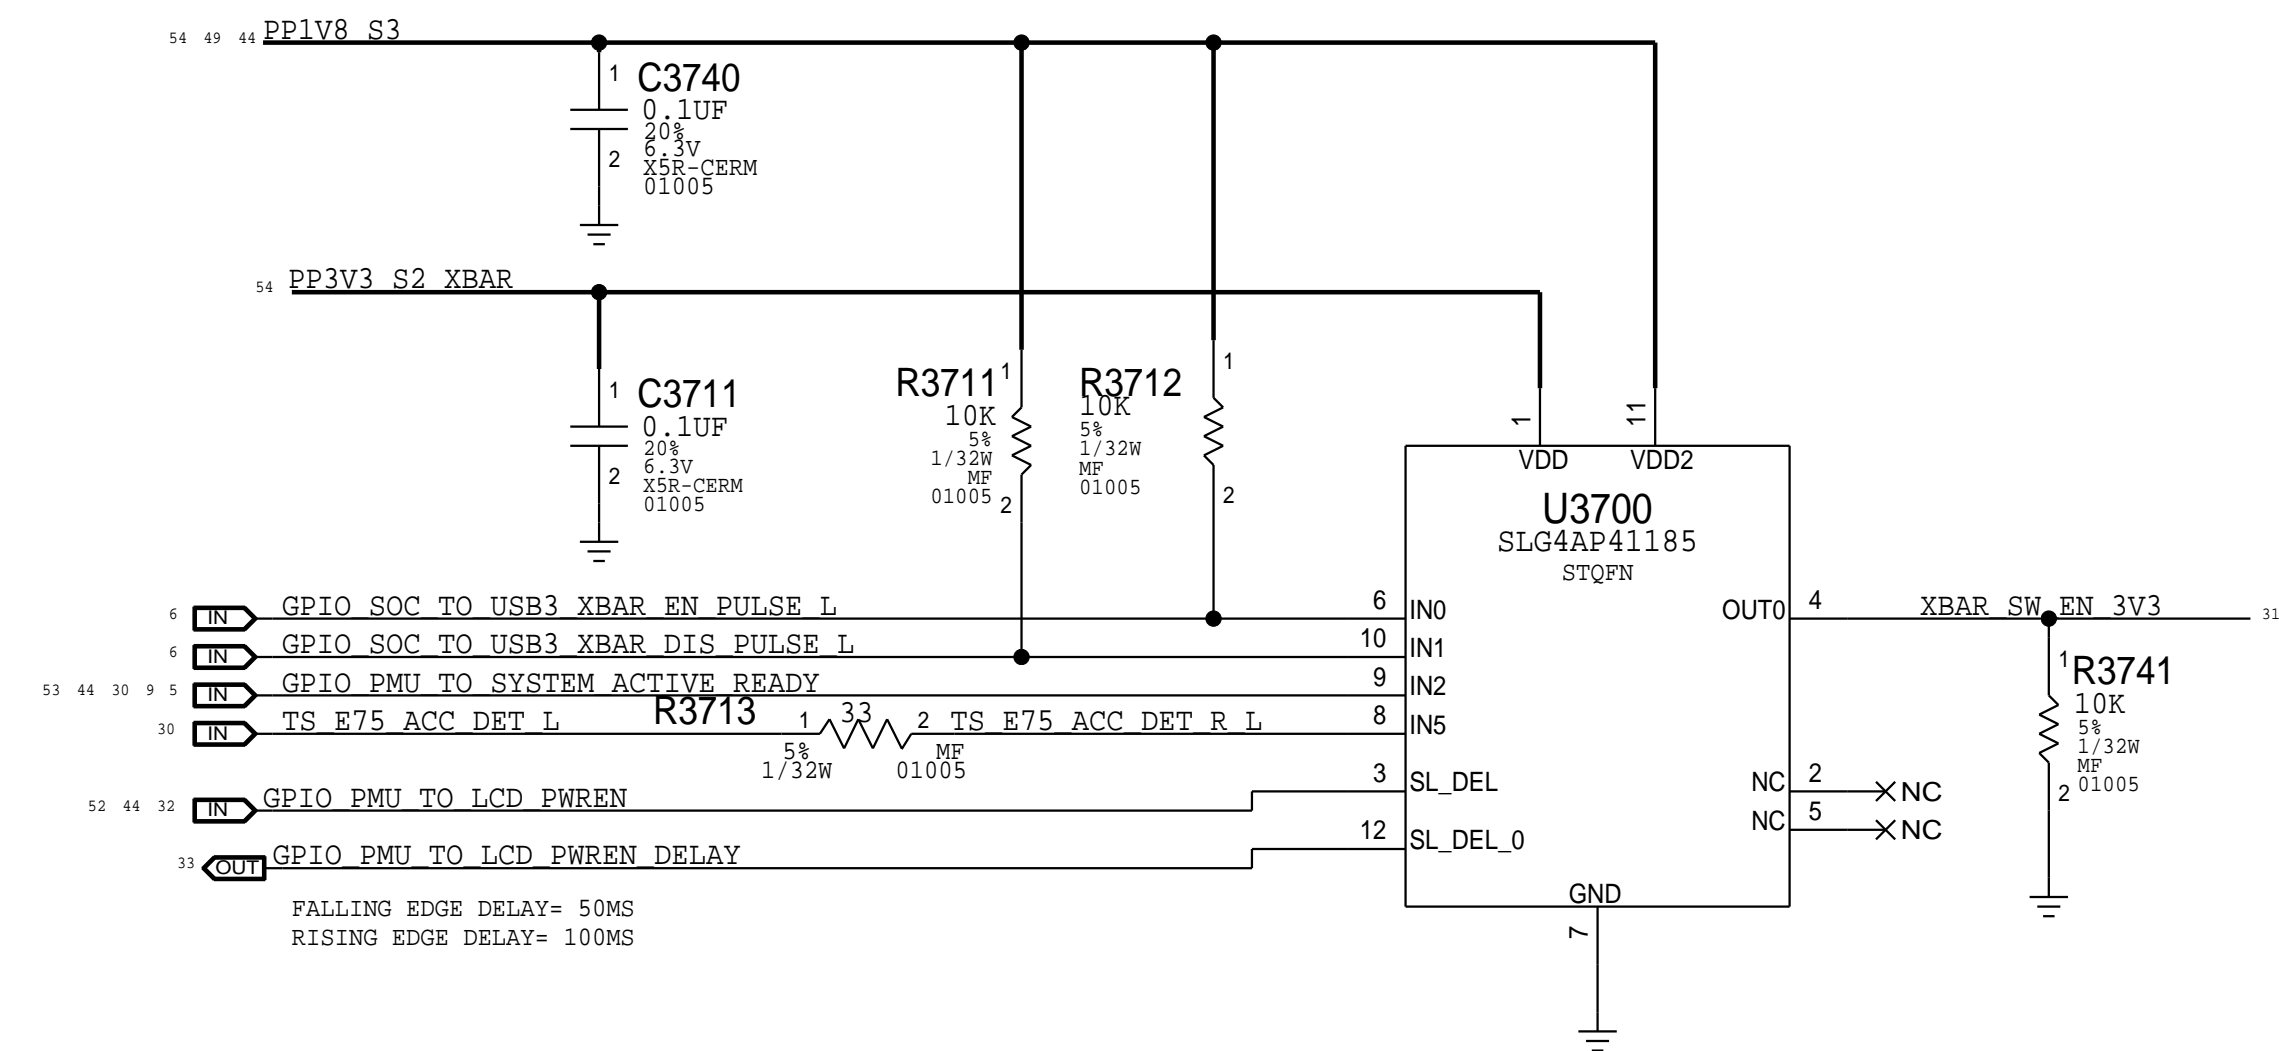 54 49 44 PP1V8_S3
1 C3740
0.1UF
20%
6.3V
2 X5R-CERM
01005
54 PP3V3_S2_XBAR
1 C3711
0.1UF
20%
6.3V
2 X5R-CERM
01005
R3711 1
10K
5%
1/32W
MF
01005 2
R3712 1
10K
5%
1/32W
MF
01005 2
1 11
VDD VDD2
U3700
SLG4AP41185
STQFN
6 IN GPIO_SOC_TO_USB3_XBAR_EN_PULSE_L 6 IN0
6 IN GPIO_SOC_TO_USB3_XBAR_DIS_PULSE_L 10 IN1
53 44 30 9 5 IN GPIO_PMU_TO_SYSTEM_ACTIVE_READY 9 IN2
30 IN TS_E75_ACC_DET_L R3713 1 33 2 TS_E75_ACC_DET_R_L 8 IN5
5% MF
1/32W 01005
52 44 32 IN GPIO_PMU_TO_LCD_PWREN 3 SL_DEL
33 OUT GPIO_PMU_TO_LCD_PWREN_DELAY 12 SL_DEL_0
FALLING EDGE DELAY= 50MS
RISING EDGE DELAY= 100MS
OUT0 4 XBAR_SW_EN_3V3 31
1 R3741
10K
5%
1/32W
MF
2 01005
NC 2 NC
NC 5 NC
GND
7